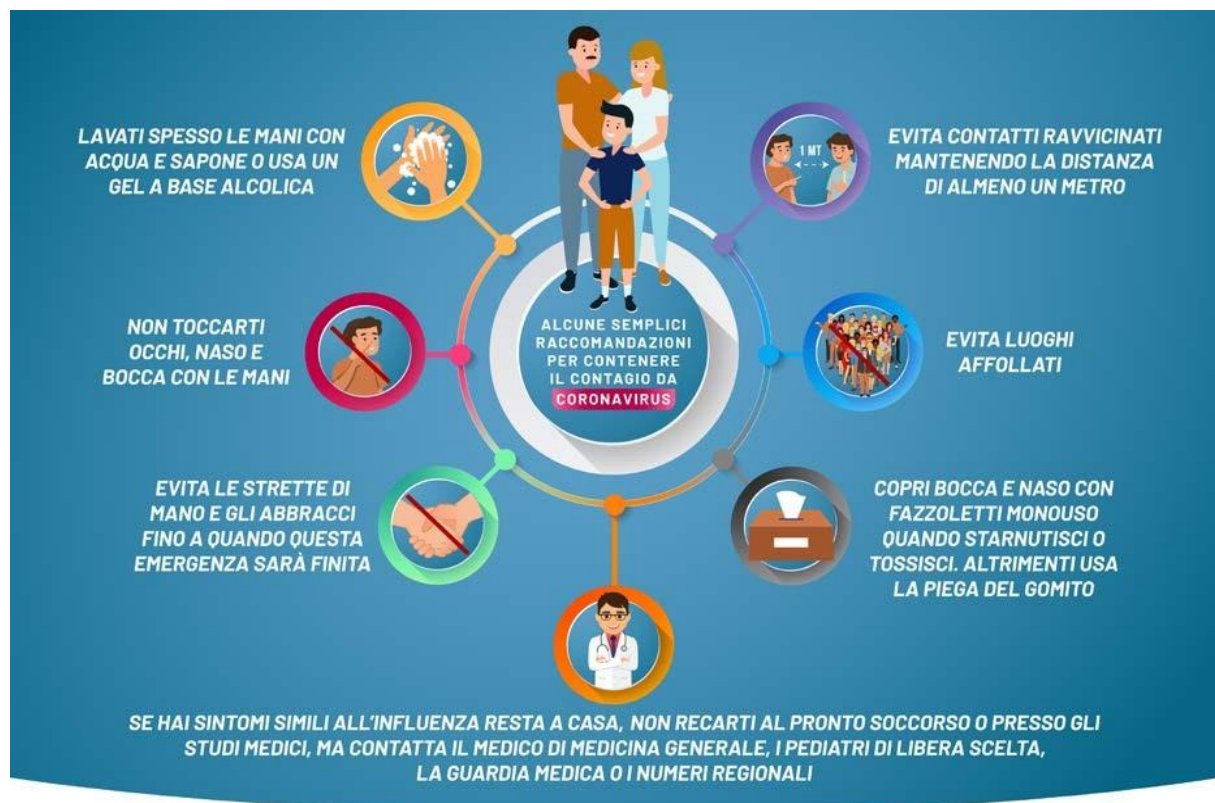 LAVATI SPESSO LE MANI CON
ACQUA E SAPONE O USA UN
GEL A BASE ALCOLICA
1 MT
EVITA CONTATTI RAVVICINATI
MANTENENDO LA DISTANZA
DI ALMENO UN METRO
NON TOCCARTI
OCCHI, NASO E
BOCCA CON LE MANI
ALCUNE SEMPLICI
RACCOMANDAZIONI
PER CONTENERE
IL CONTAGIO DA
CORONAVIRUS
EVITA LUOGHI
AFFOLLATI
EVITA LE STRETTE DI
MANO E GLI ABBRACCI
FINO A QUANDO QUESTA
EMERGENZA SARÀ FINITA
COPRI BOCCA E NASO CON
FAZZOLETTI MONOUSO
QUANDO STARNUTISCI O
TOSSISCI. ALTRIMENTI USA
LA PIEGA DEL GOMITO
SE HAI SINTOMI SIMILI ALL'INFLUENZA RESTA A CASA, NON RECARTI AL PRONTO SOCCORSO O PRESSO GLI
STUDI MEDICI, MA CONTATTA IL MEDICO DI MEDICINA GENERALE, I PEDIATRI DI LIBERA SCELTA,
LA GUARDIA MEDICA O I NUMERI REGIONALI